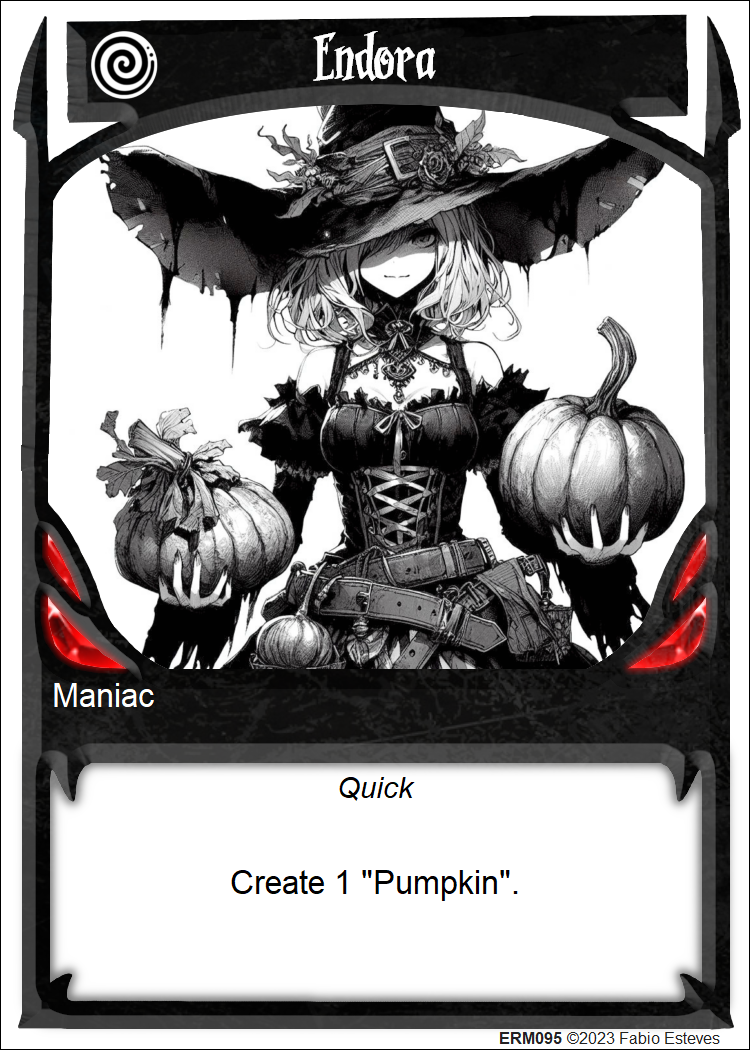 Endora
Maniac
Quick
Create 1 "Pumpkin".
ERM095 ©2023 Fabio Esteves